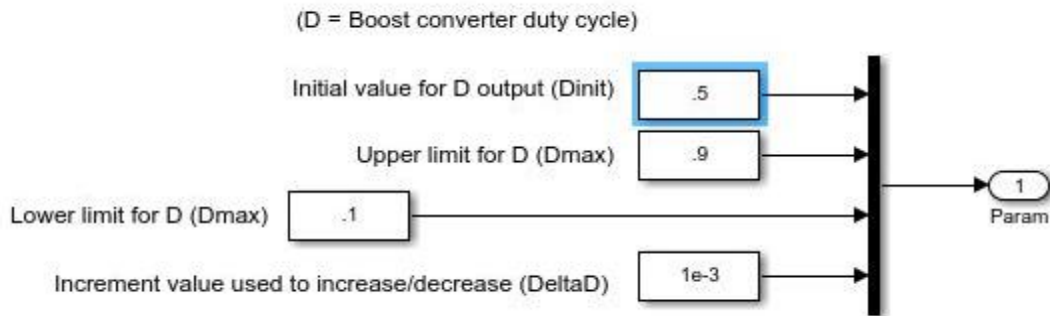 (D = Boost converter duty cycle)
Initial value for D output (Dinit)
.5
Upper limit for D (Dmax)
.9
Lower limit for D (Dmax)
.1
Increment value used to increase/decrease (DeltaD)
1e-3
1
Param